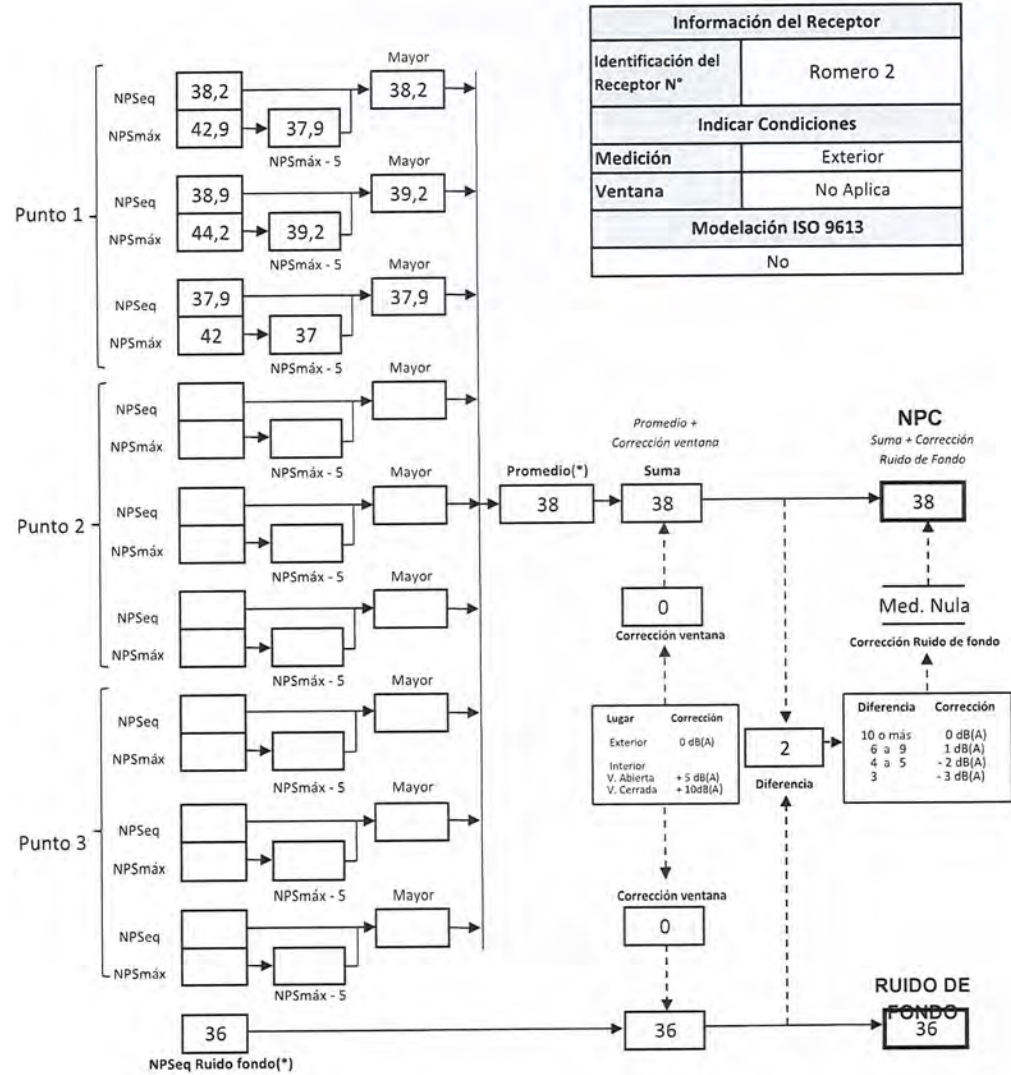 Información del Receptor
Identificación del Receptor N° Romero 2
Indicar Condiciones
Medición Exterior
Ventana No Aplica
Modelación ISO 9613
No
Punto 1
Mayor
NPSeq 38,2 38,2
NPSmáx 42,9 37,9
NPSmáx - 5
Mayor
NPSeq 38,9 39,2
NPSmáx 44,2 39,2
NPSmáx - 5
Mayor
NPSeq 37,9 37,9
NPSmáx 42 37
NPSmáx - 5
Punto 2
Mayor
NPSeq
NPSmáx
NPSmáx - 5
Mayor
NPSeq
NPSmáx
NPSmáx - 5
Mayor
NPSeq
NPSmáx
NPSmáx - 5
Punto 3
Mayor
NPSeq
NPSmáx
NPSmáx - 5
Mayor
NPSeq
NPSmáx
NPSmáx - 5
Mayor
NPSeq
NPSmáx
NPSmáx - 5
36
NPSeq Ruido fondo(*)
Promedio(*)
38
Promedio +
Corrección ventana
Suma
38
0
Corrección ventana
Lugar Corrección
Exterior 0 dB(A)
Interior
V. Abierta + 5 dB(A)
V. Cerrada + 10dB(A)
Corrección ventana
0
36
2
Diferencia
NPC
Suma + Corrección
Ruido de Fondo
38
Med. Nula
Corrección Ruido de fondo
Diferencia Corrección
10 o más 0 dB(A)
6 a 9 1 dB(A)
4 a 5 - 2 dB(A)
3 - 3 dB(A)
RUIDO DE
FONDO
36